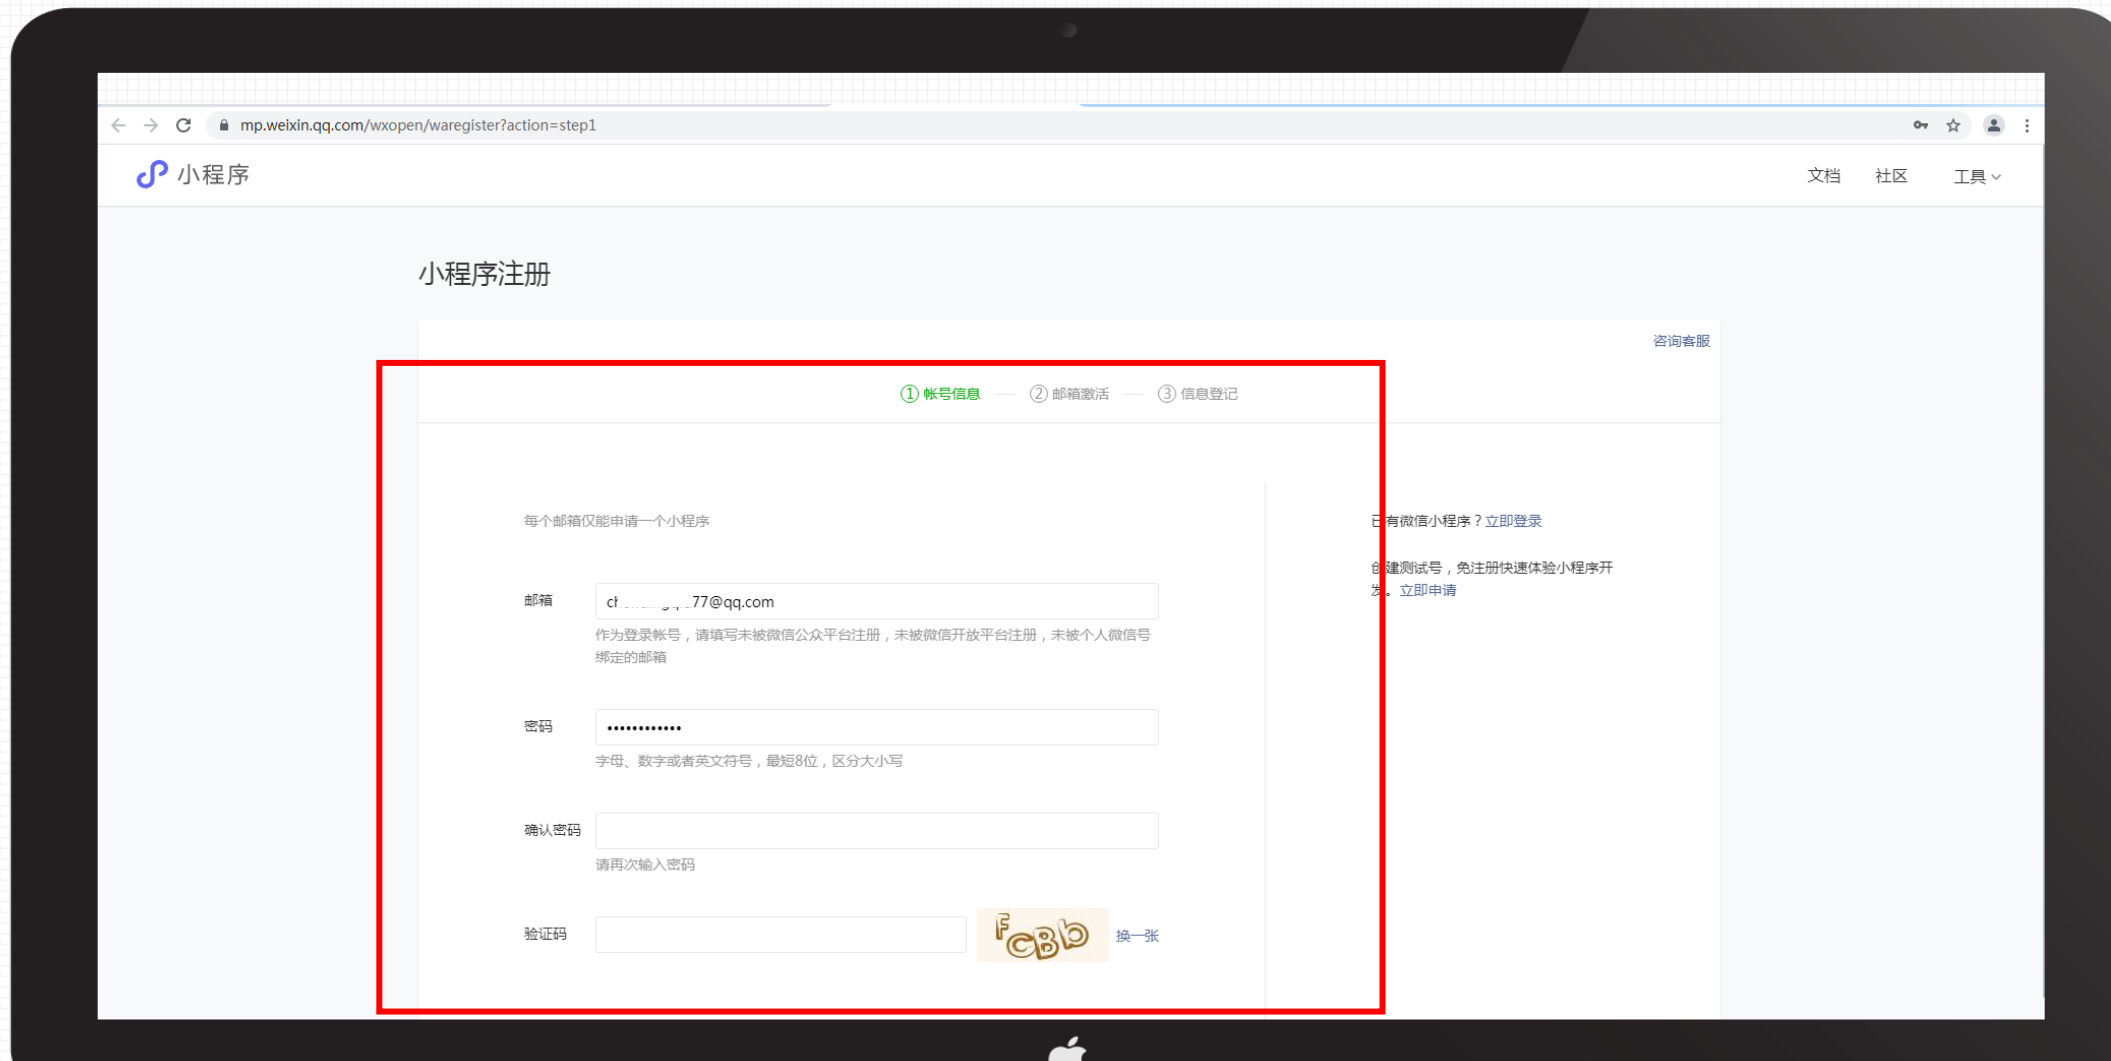 mp.weixin.qq.com/wxopen/waregister?action=step1
小程序
文档 社区 工具
小程序注册
咨询客服
1 帐号信息 2 邮箱激活 3 信息登记
每个邮箱仅能申请一个小程序
已有微信小程序？立即登录
创建测试号，免注册快速体验小程序开
发。立即申请
邮箱
77@qq.com
作为登录帐号，请填写未被微信公众平台注册，未被微信开放平台注册，未被个人微信号
绑定的邮箱
密码
••••••••••••
字母、数字或者英文符号，最短8位，区分大小写
确认密码
请再次输入密码
验证码
FCBb
换一张